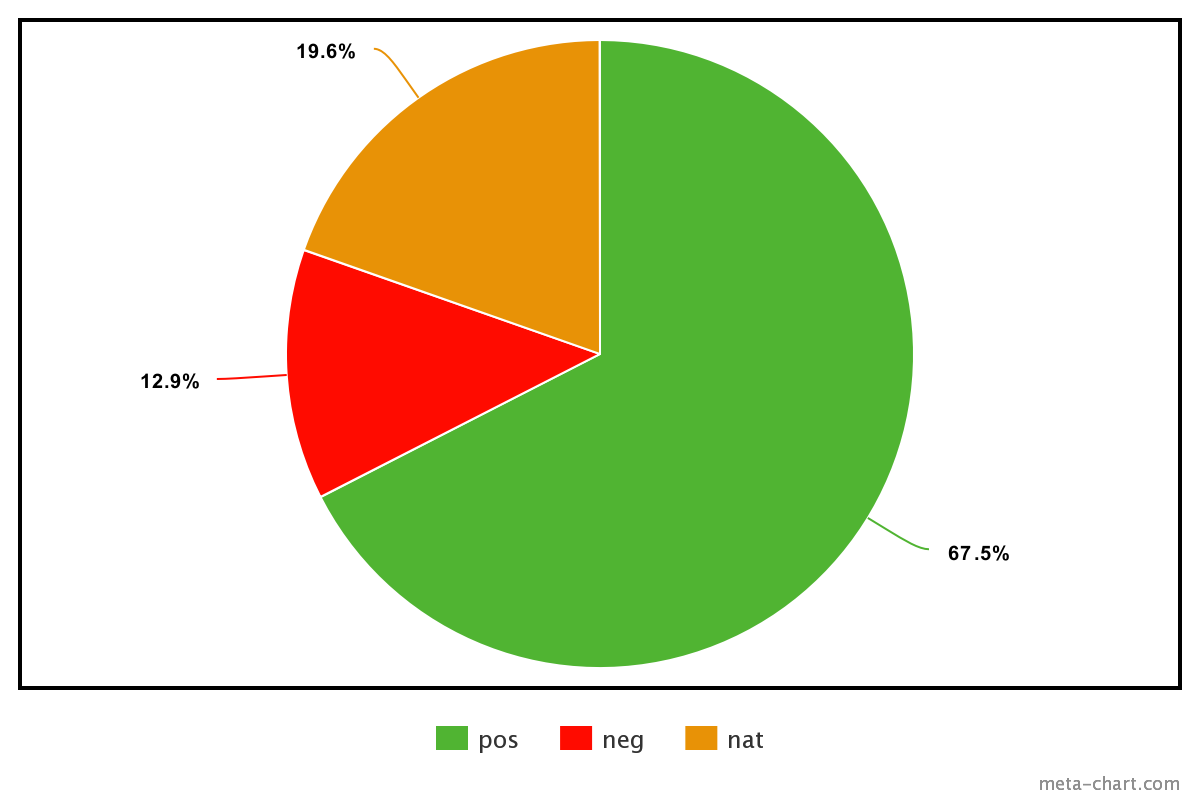 19.6%
12.9%
67.5%
pos neg nat
meta-chart.com